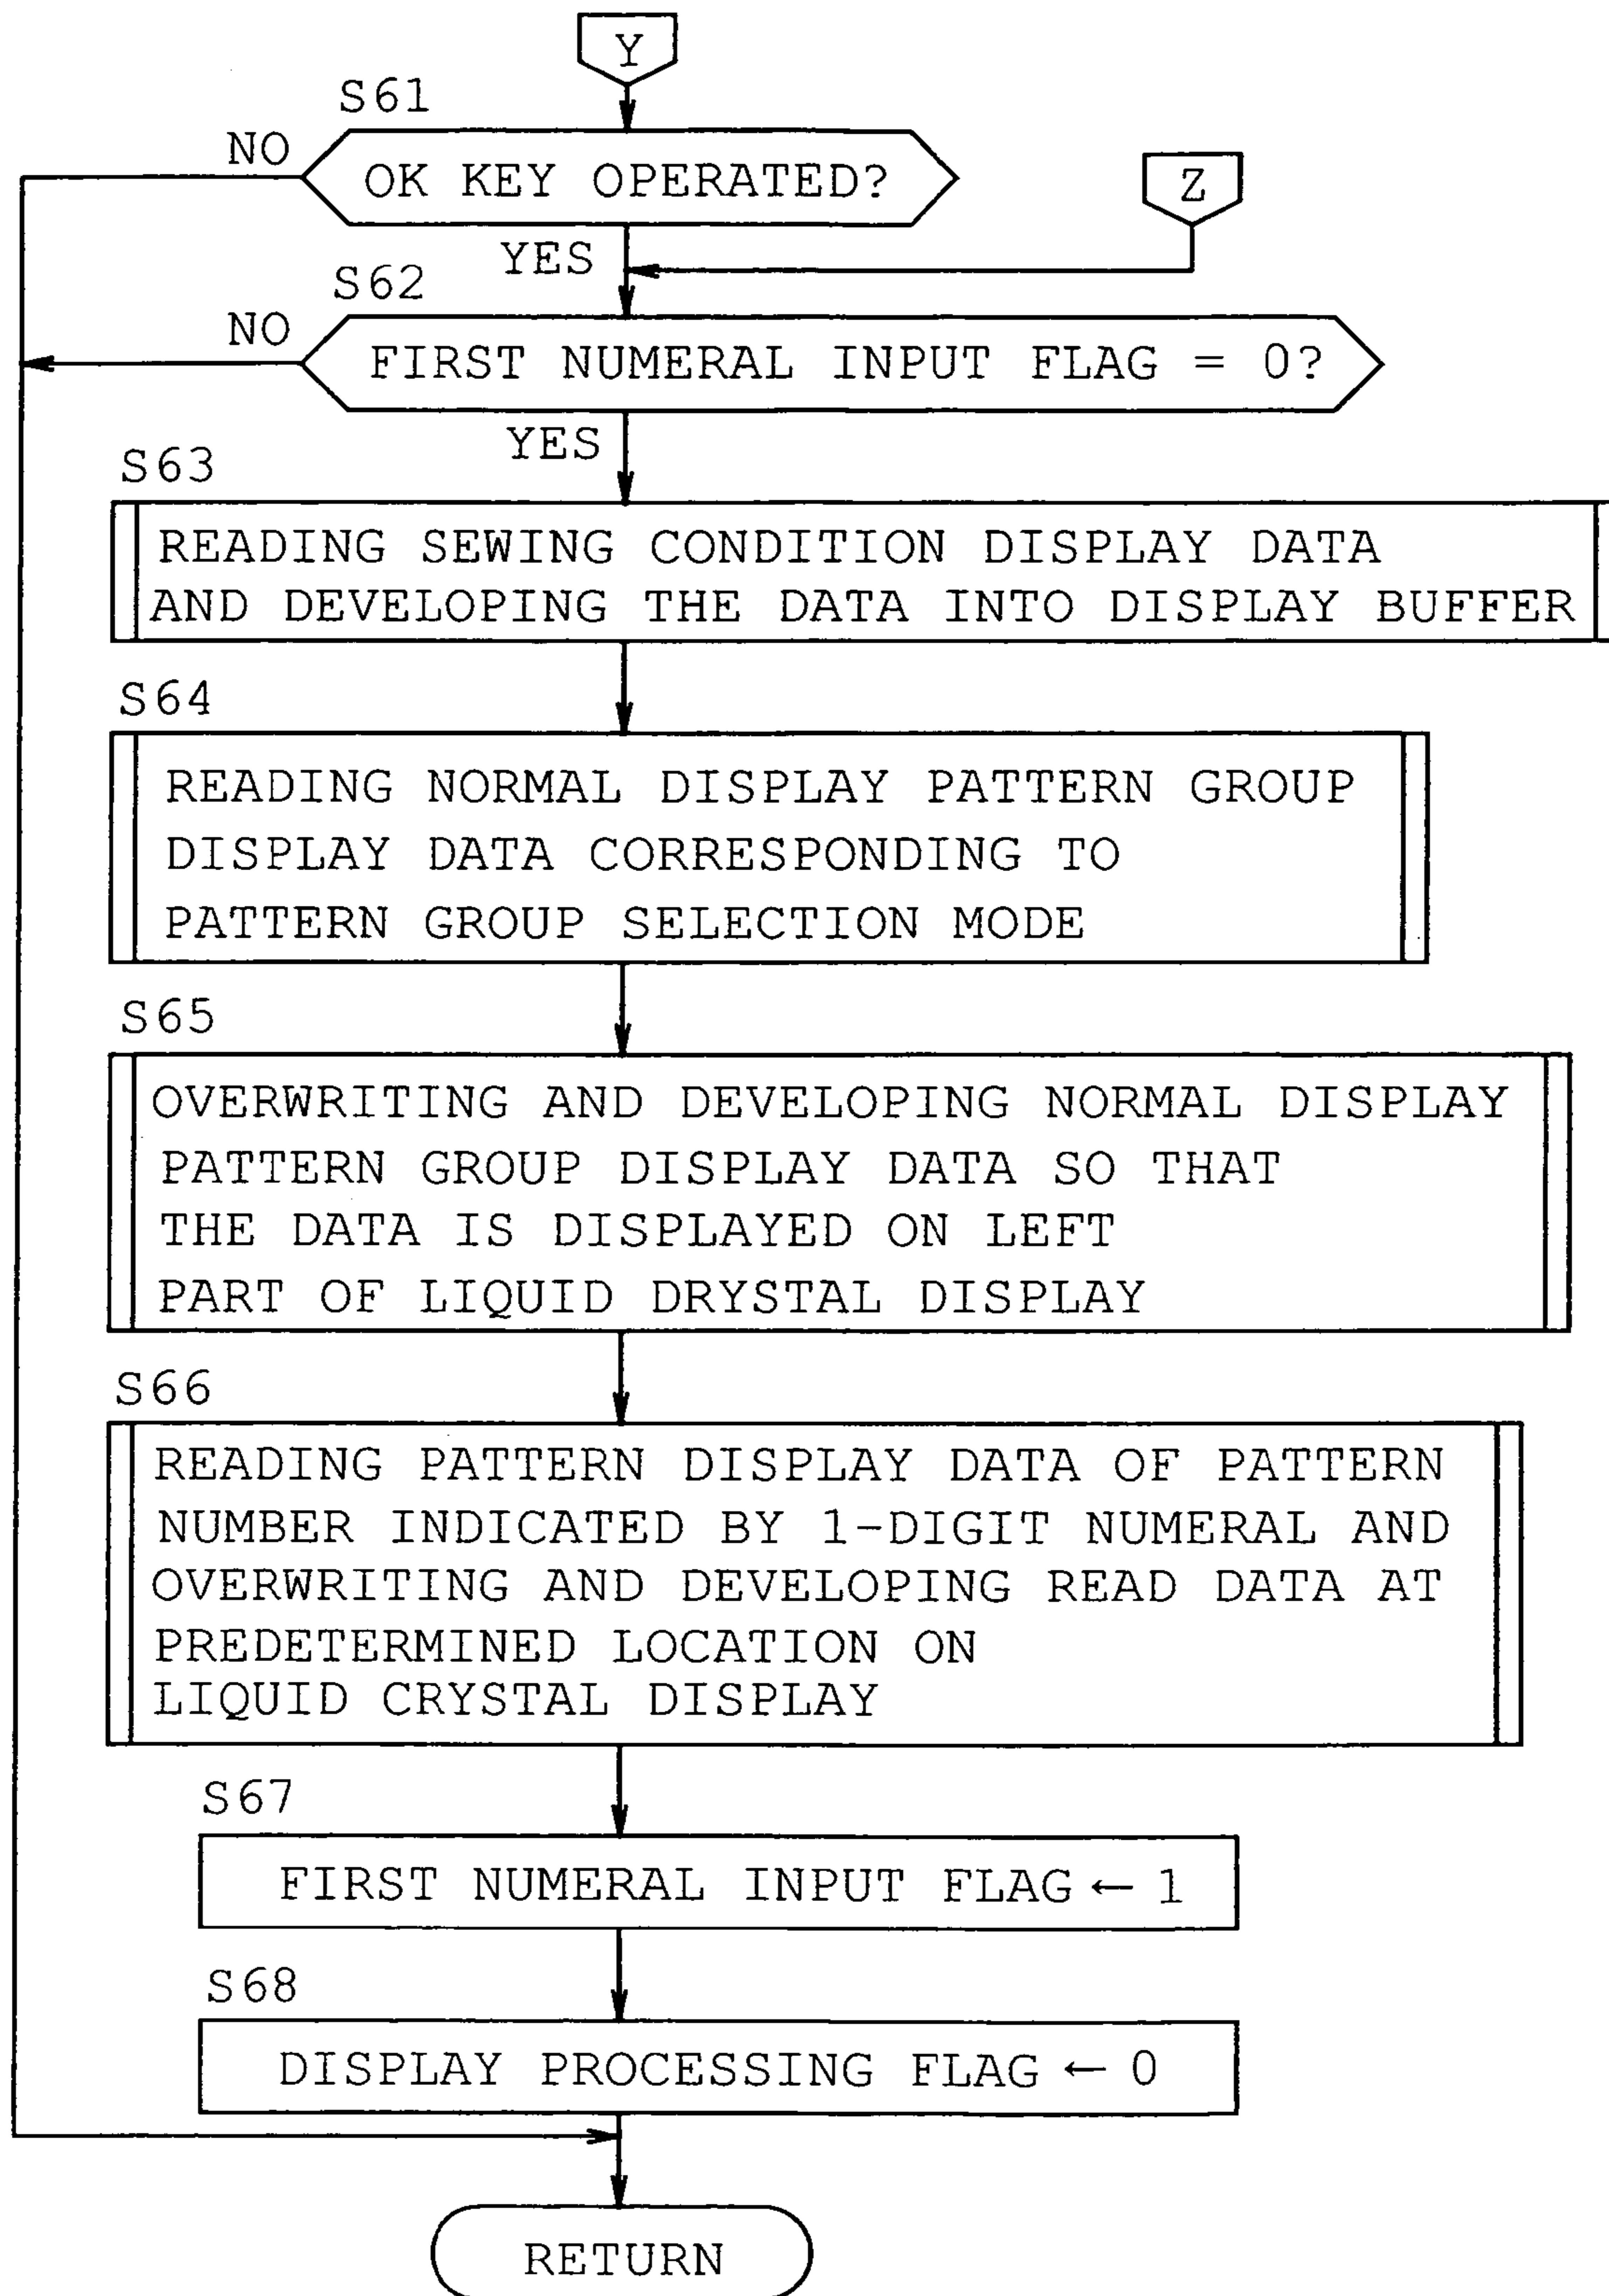 Y
S61
NO
OK KEY OPERATED?
Z
YES
S62
NO
FIRST NUMERAL INPUT FLAG = 0?
YES
S63
READING SEWING CONDITION DISPLAY DATA
AND DEVELOPING THE DATA INTO DISPLAY BUFFER
S64
READING NORMAL DISPLAY PATTERN GROUP
DISPLAY DATA CORRESPONDING TO
PATTERN GROUP SELECTION MODE
S65
OVERWRITING AND DEVELOPING NORMAL DISPLAY
PATTERN GROUP DISPLAY DATA SO THAT
THE DATA IS DISPLAYED ON LEFT
PART OF LIQUID DRYSTAL DISPLAY
S66
READING PATTERN DISPLAY DATA OF PATTERN
NUMBER INDICATED BY 1-DIGIT NUMERAL AND
OVERWRITING AND DEVELOPING READ DATA AT
PREDETERMINED LOCATION ON
LIQUID CRYSTAL DISPLAY
S67
FIRST NUMERAL INPUT FLAG ← 1
S68
DISPLAY PROCESSING FLAG ← 0
RETURN